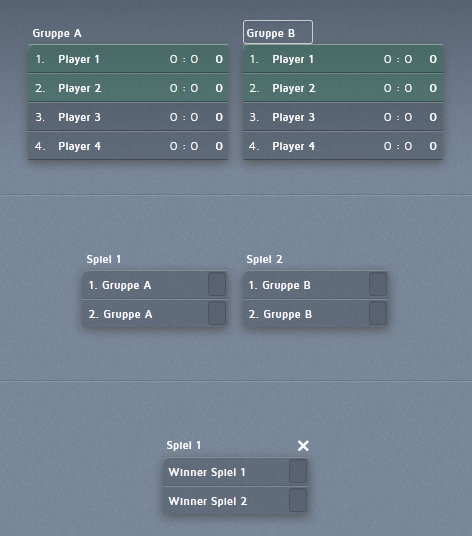 Gruppe A
1. Player 1 0 : 0 0
2. Player 2 0 : 0 0
3. Player 3 0 : 0 0
4. Player 4 0 : 0 0
Gruppe B
1. Player 1 0 : 0 0
2. Player 2 0 : 0 0
3. Player 3 0 : 0 0
4. Player 4 0 : 0 0
Spiel 1
1. Gruppe A
2. Gruppe A
Spiel 2
1. Gruppe B
2. Gruppe B
Spiel 1
Winner Spiel 1
Winner Spiel 2